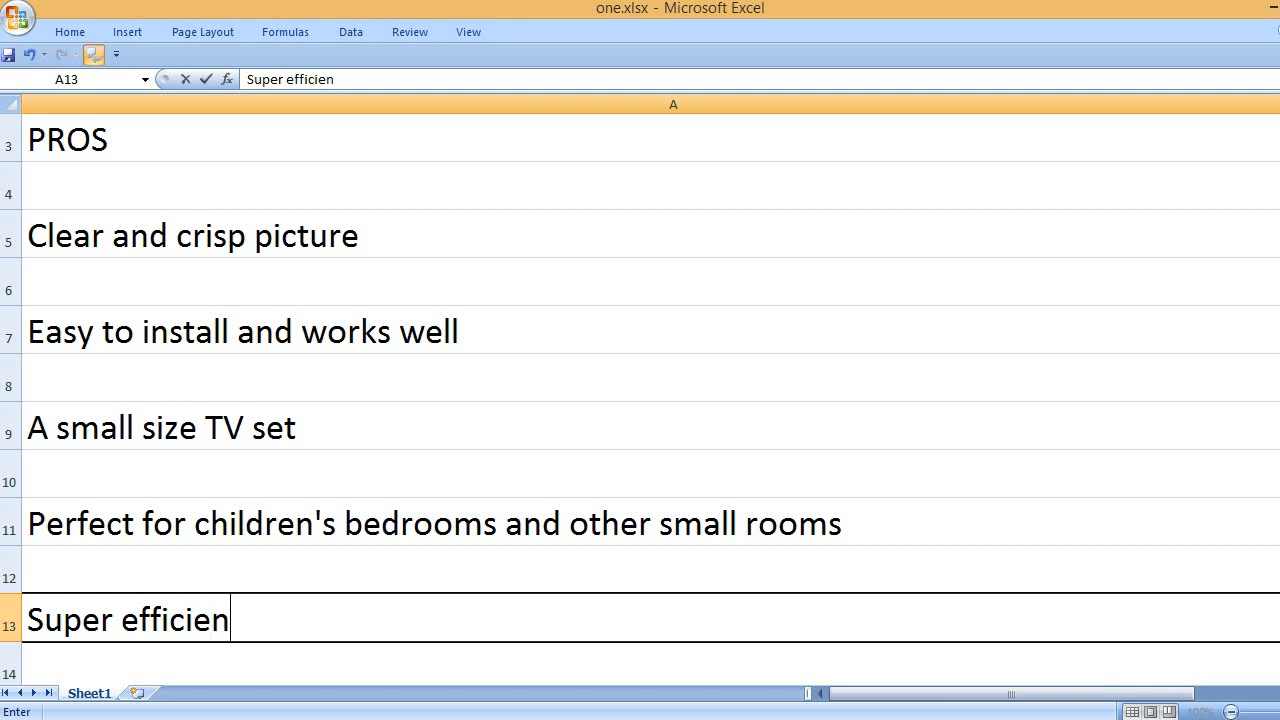 one.xlsx - Microsoft Excel
Home Insert Page Layout Formulas Data Review View
A13 fx Super efficien
A
3 PROS
4
5 Clear and crisp picture
6
7 Easy to install and works well
8
9 A small size TV set
10
11 Perfect for children's bedrooms and other small rooms
12
13 Super efficien
14
Sheet1
Enter 100%